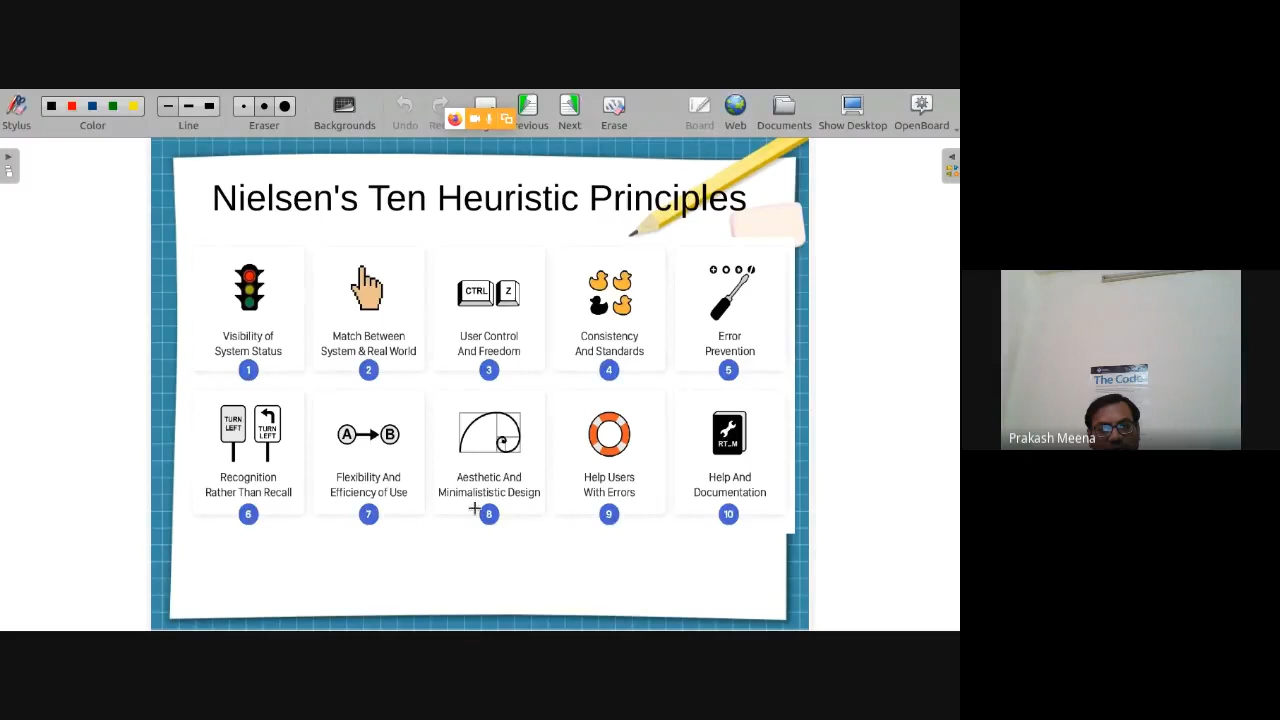 Stylus
Color
Line
Eraser
Backgrounds
Undo
Next
Erase
Board
Web
Documents
Show Desktop
OpenBoard
Nielsen's Ten Heuristic Principles
CTRL Z
Visibility of
System Status
1
Match Between
System & Real World
2
User Control
And Freedom
3
Consistency
And Standards
4
Error
Prevention
5
TURN
LEFT
TURN
LEFT
RT_M
Recognition
Rather Than Recall
6
A B
Flexibility And
Efficiency of Use
7
Aesthetic And
Minimalististic Design
8
Help Users
With Errors
9
Help And
Documentation
10
The Code
Prakash Meena